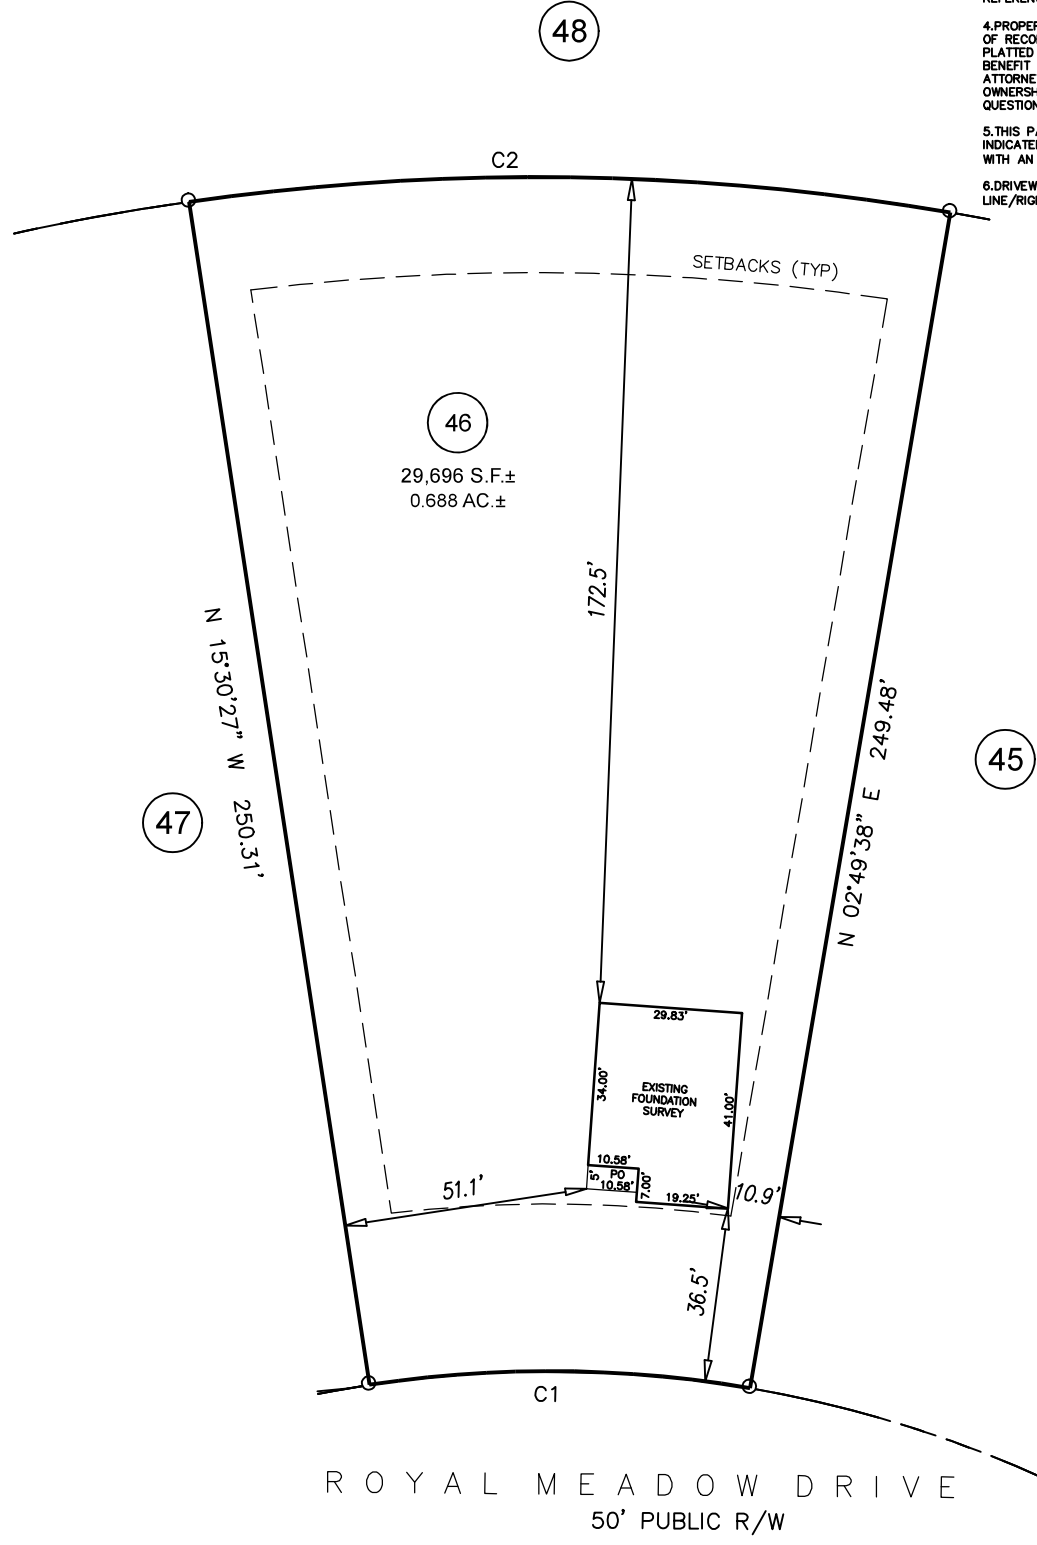 48
4.PROPER
OF RECO
PLATTED
BENEFIT
ATTORNE
OWNERSH
QUESTION
5.THIS P
INDICATE
WITH AN
6.DRIVEW
LINE/RIG
C2
SETBACKS (TYP)
46
29,696 S.F.±
0.688 AC.±
172.5'
N 15°30'27" W 250.31'
N 02°49'38" E 249.48'
45
47
29.83'
34.00'
EXISTING
FOUNDATION
SURVEY
41.00'
10.58'
PO
5'
10.58'
7.00'
19.25'
51.1'
10.9'
36.5'
C1
ROYAL MEADOW DRIVE
50' PUBLIC R/W